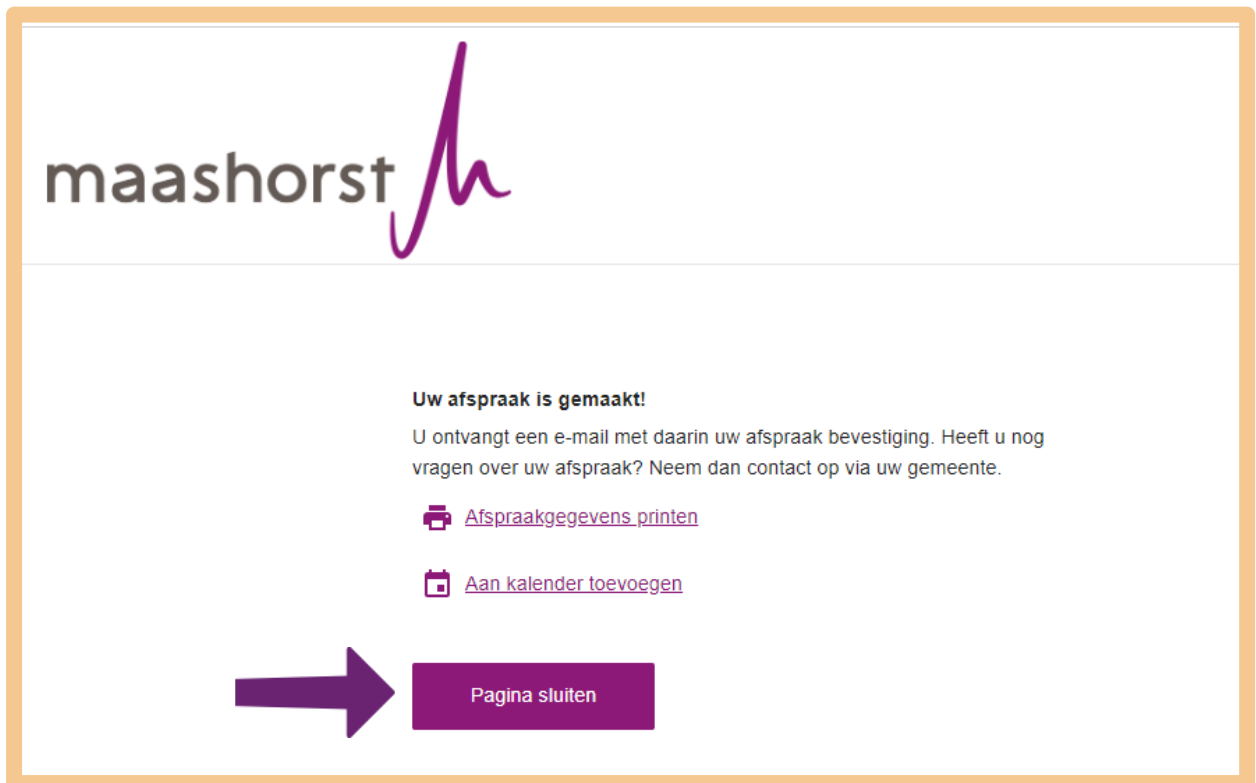 maashorst
Uw afspraak is gemaakt!
U ontvangt een e-mail met daarin uw afspraak bevestiging. Heeft u nog
vragen over uw afspraak? Neem dan contact op via uw gemeente.
Afspraakgegevens printen
Aan kalender toevoegen
Pagina sluiten